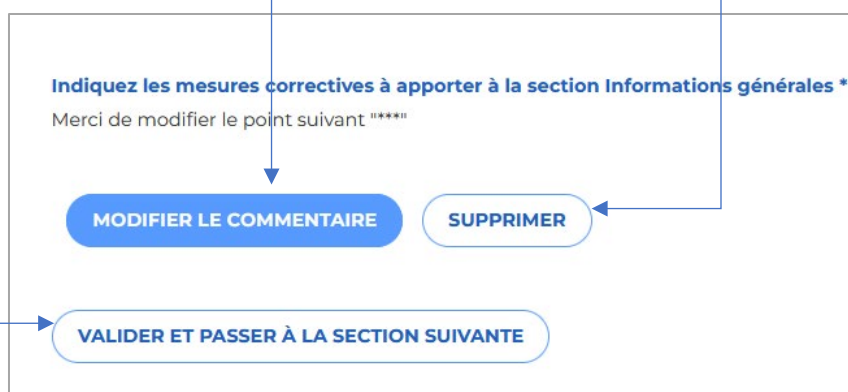 Indiquez les mesures correctives à apporter à la section Informations générales *
Merci de modifier le point suivant "***"
MODIFIER LE COMMENTAIRE
SUPPRIMER
VALIDER ET PASSER À LA SECTION SUIVANTE